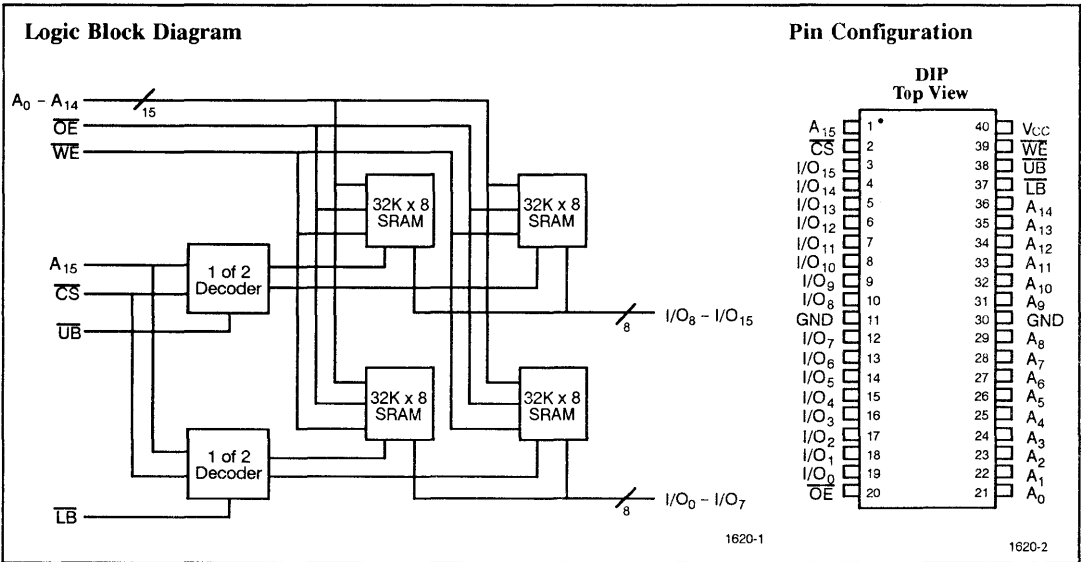 Logic Block Diagram
A0 – A14
15
OE
WE
32K x 8
SRAM
32K x 8
SRAM
A15
CS
UB
1 of 2
Decoder
8
I/O8 – I/O15
32K x 8
SRAM
32K x 8
SRAM
1 of 2
Decoder
LB
8
I/O0 – I/O7
1620-1
Pin Configuration
DIP
Top View
A15 1 40 VCC
CS 2 39 WE
I/O15 3 38 UB
I/O14 4 37 LB
I/O13 5 36 A14
I/O12 6 35 A13
I/O11 7 34 A12
I/O10 8 33 A11
I/O9 9 32 A10
I/O8 10 31 A9
GND 11 30 GND
I/O7 12 29 A8
I/O6 13 28 A7
I/O5 14 27 A6
I/O4 15 26 A5
I/O3 16 25 A4
I/O2 17 24 A3
I/O1 18 23 A2
I/O0 19 22 A1
OE 20 21 A0
1620-2